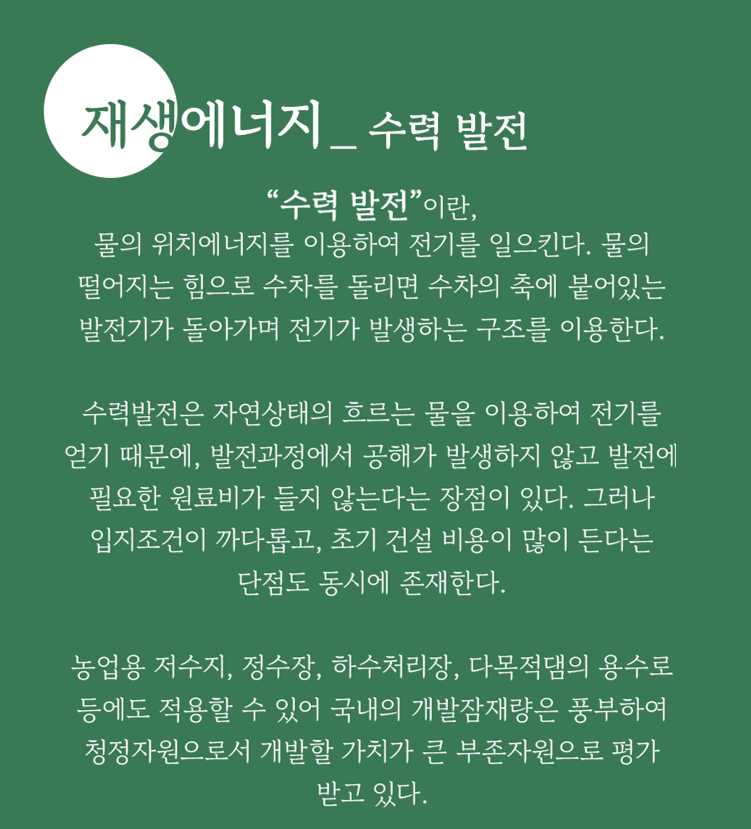 재생에너지_ 수력 발전
“수력 발전”이란,
물의 위치에너지를 이용하여 전기를 일으킨다. 물의
떨어지는 힘으로 수차를 돌리면 수차의 축에 붙어있는
발전기가 돌아가며 전기가 발생하는 구조를 이용한다.
수력발전은 자연상태의 흐르는 물을 이용하여 전기를
얻기 때문에, 발전과정에서 공해가 발생하지 않고 발전에
필요한 원료비가 들지 않는다는 장점이 있다. 그러나
입지조건이 까다롭고, 초기 건설 비용이 많이 든다는
단점도 동시에 존재한다.
농업용 저수지, 정수장, 하수처리장, 다목적댐의 용수로
등에도 적용할 수 있어 국내의 개발잠재량은 풍부하여
청정자원으로서 개발할 가치가 큰 부존자원으로 평가
받고 있다.